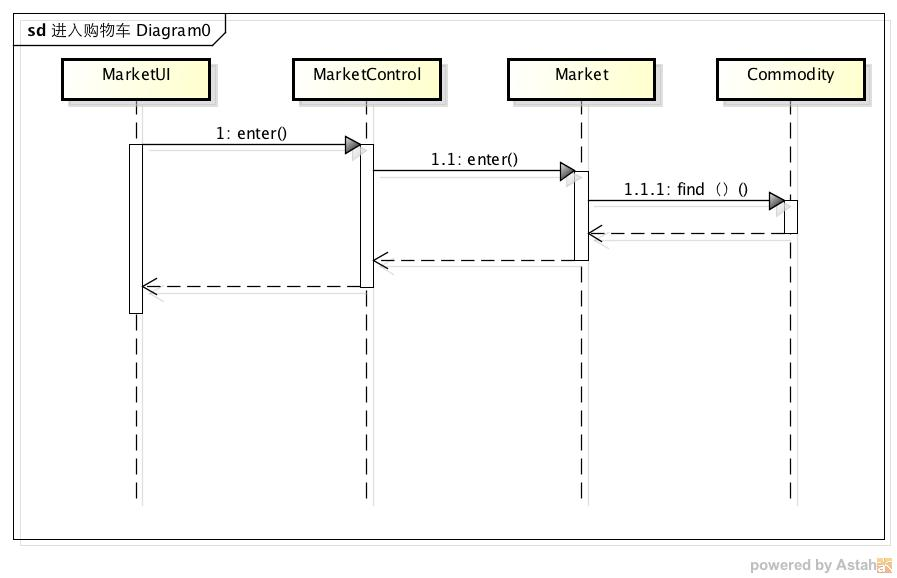 sd 进入购物车 Diagram0
MarketUI
MarketControl
Market
Commodity
1: enter()
1.1: enter()
1.1.1: find（）()
powered by Astah